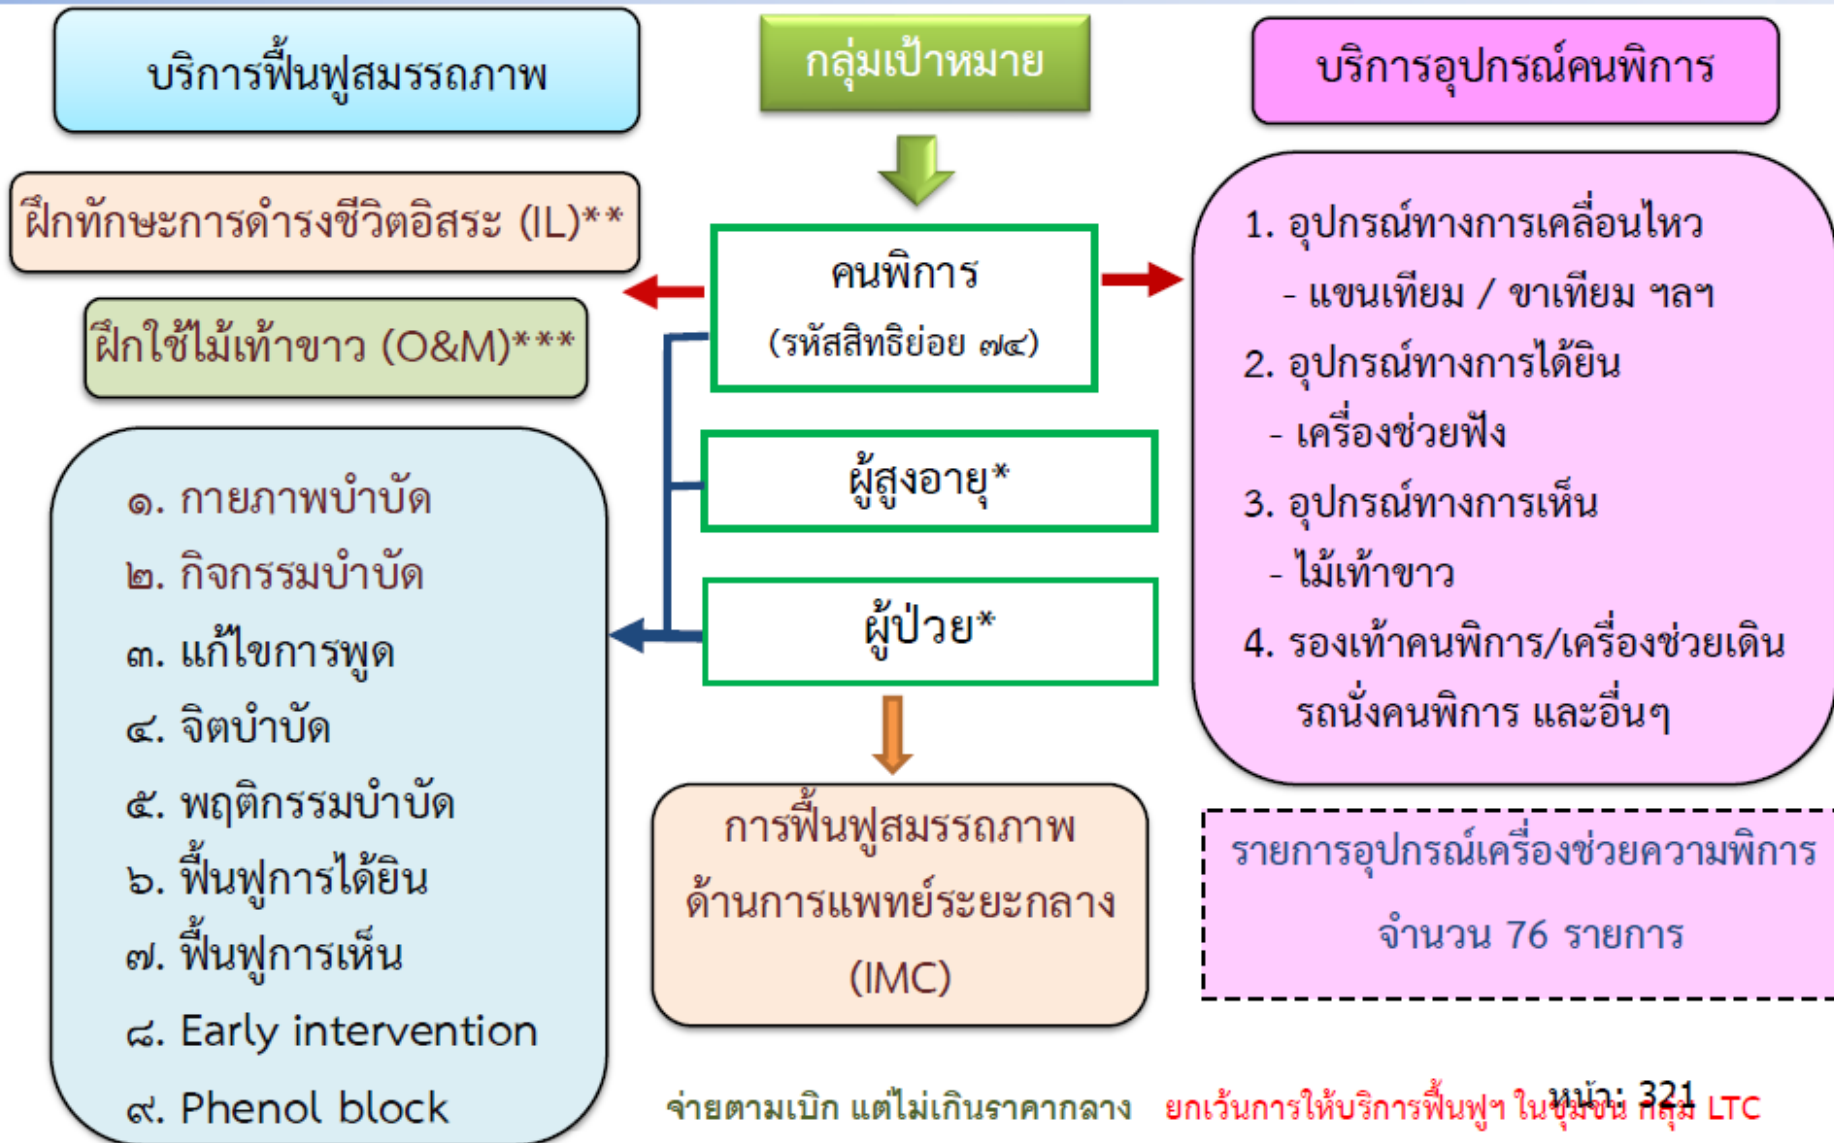 บริการฟื้นฟูสมรรถภาพ
ฝึกทักษะการดำรงชีวิตอิสระ (IL)**
ฝึกใช้ไม้เท้าขาว (O&M)***
๑. กายภาพบำบัด
๒. กิจกรรมบำบัด
๓. แก้ไขการพูด
๔. จิตบำบัด
๕. พฤติกรรมบำบัด
๖. ฟื้นฟูการได้ยิน
๗. ฟื้นฟูการเห็น
๘. Early intervention
๙. Phenol block
กลุ่มเป้าหมาย
คนพิการ
(รหัสสิทธิย่อย ๗๔)
ผู้สูงอายุ*
ผู้ป่วย*
การฟื้นฟูสมรรถภาพ
ด้านการแพทย์ระยะกลาง
(IMC)
บริการอุปกรณ์คนพิการ
1. อุปกรณ์ทางการเคลื่อนไหว
- แขนเทียม / ขาเทียม ฯลฯ
2. อุปกรณ์ทางการได้ยิน
- เครื่องช่วยฟัง
3. อุปกรณ์ทางการเห็น
- ไม้เท้าขาว
4. รองเท้าคนพิการ/เครื่องช่วยเดิน
รถนั่งคนพิการ และอื่นๆ
รายการอุปกรณ์เครื่องช่วยความพิการ
จำนวน 76 รายการ
จ่ายตามเบิก แต่ไม่เกินราคากลาง ยกเว้นการให้บริการฟื้นฟูฯ ในชุมชน กลุ่ม LTC
หน้า: 321